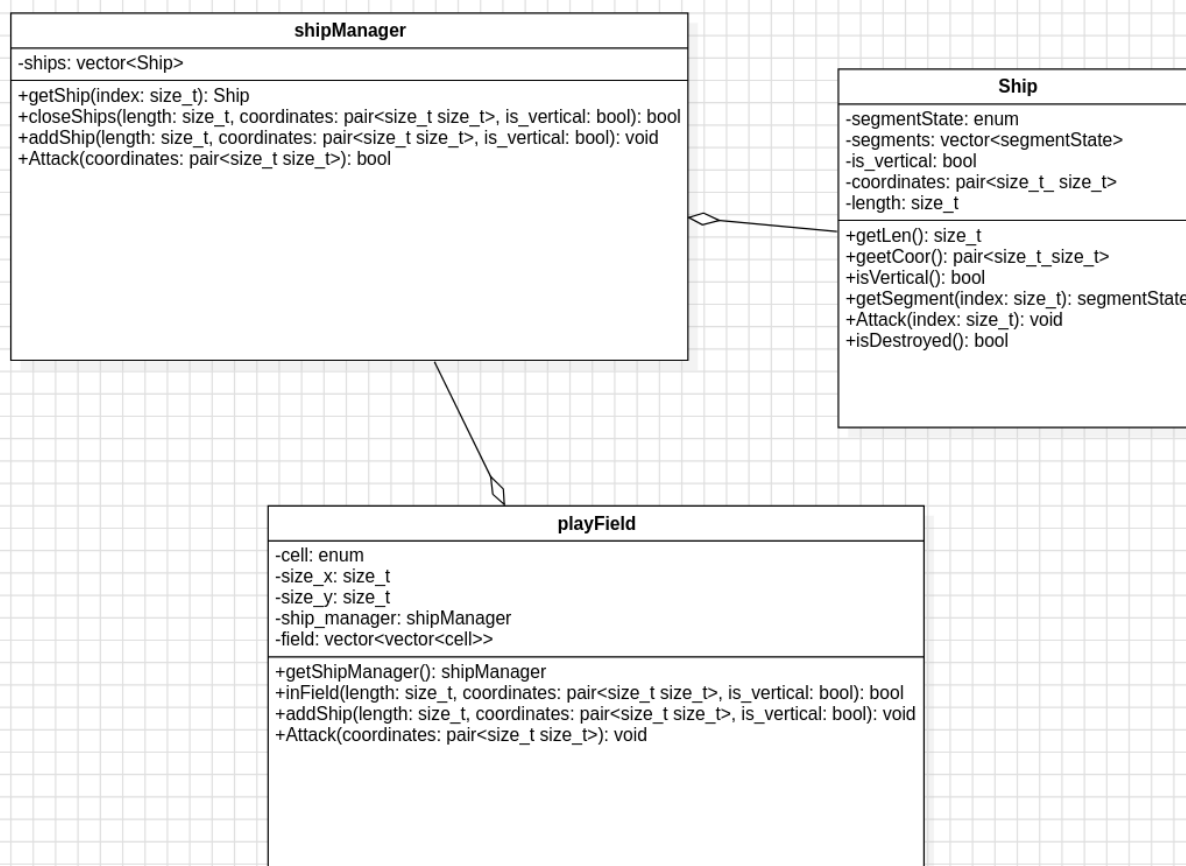 shipManager
-ships: vector<Ship>
+getShip(index: size_t): Ship
+closeShips(length: size_t, coordinates: pair<size_t size_t>, is_vertical: bool): bool
+addShip(length: size_t, coordinates: pair<size_t size_t>, is_vertical: bool): void
+Attack(coordinates: pair<size_t size_t>): bool
Ship
-segmentState: enum
-segments: vector<segmentState>
-is_vertical: bool
-coordinates: pair<size_t_ size_t>
-length: size_t
+getLen(): size_t
+geetCoor(): pair<size_t_size_t>
+isVertical(): bool
+getSegment(index: size_t): segmentState
+Attack(index: size_t): void
+isDestroyed(): bool
playField
-cell: enum
-size_x: size_t
-size_y: size_t
-ship_manager: shipManager
-field: vector<vector<cell>>
+getShipManager(): shipManager
+inField(length: size_t, coordinates: pair<size_t size_t>, is_vertical: bool): bool
+addShip(length: size_t, coordinates: pair<size_t size_t>, is_vertical: bool): void
+Attack(coordinates: pair<size_t size_t>): void